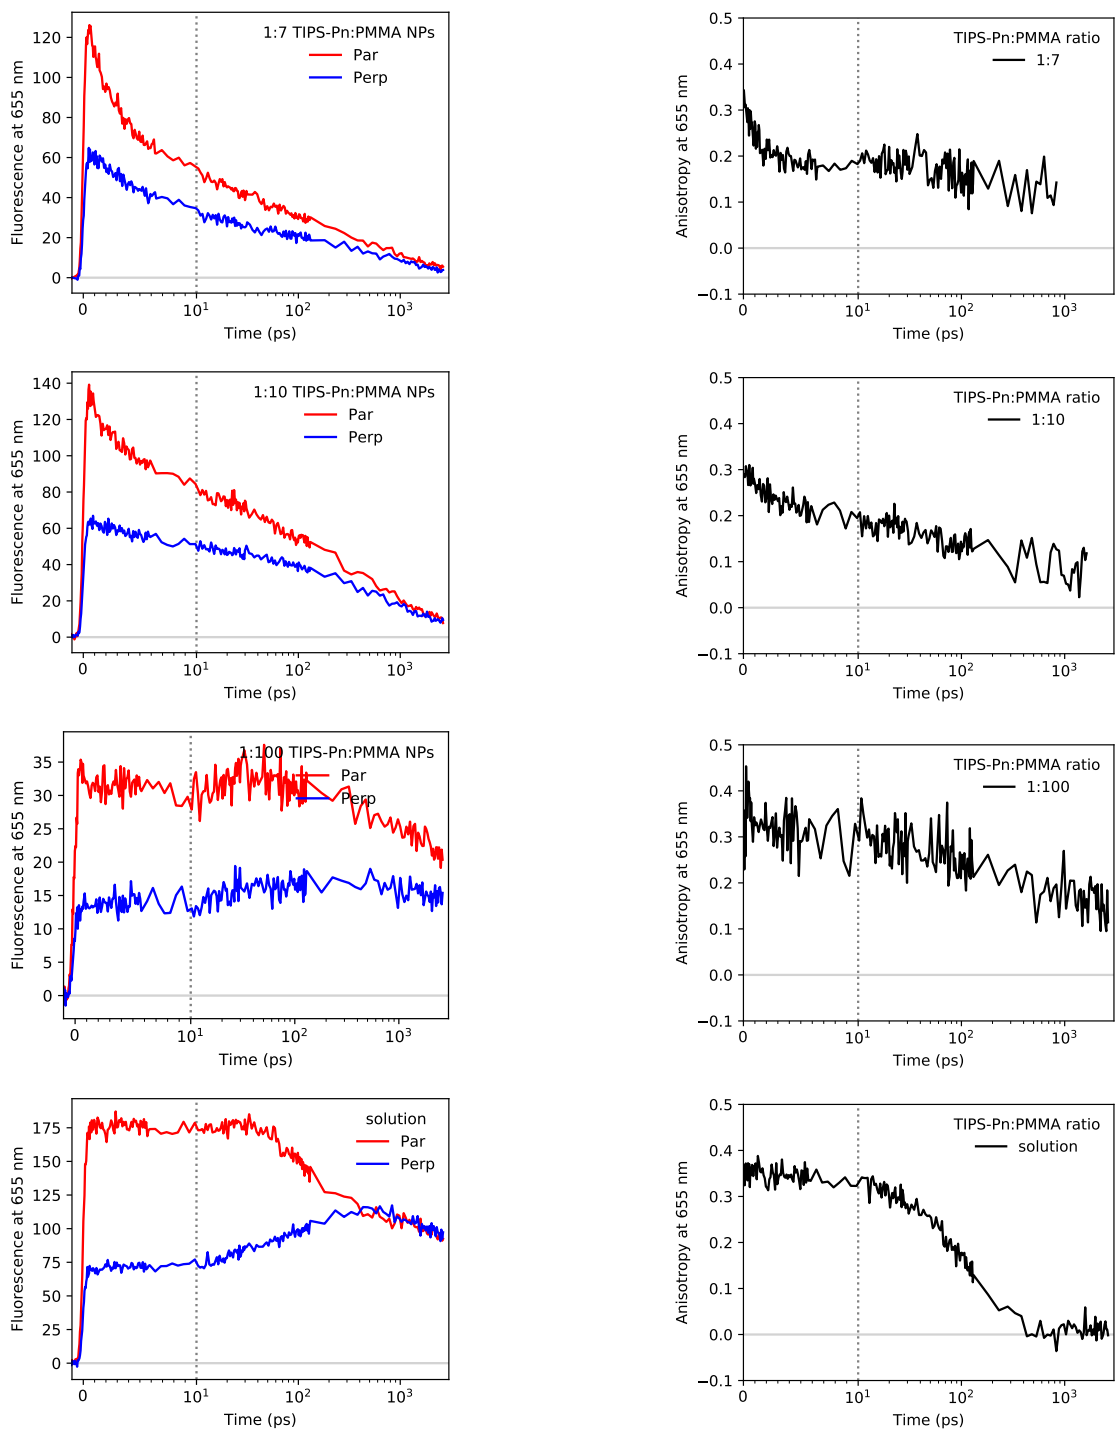 1:7 TIPS-Pn:PMMA NPs
Par
Perp
Fluorescence at 655 nm
120
100
80
60
40
20
0
0 10¹ 10² 10³
Time (ps)
TIPS-Pn:PMMA ratio
1:7
Anisotropy at 655 nm
0.5
0.4
0.3
0.2
0.1
0.0
−0.1
0 10¹ 10² 10³
Time (ps)
1:10 TIPS-Pn:PMMA NPs
Par
Perp
Fluorescence at 655 nm
140
120
100
80
60
40
20
0
0 10¹ 10² 10³
Time (ps)
TIPS-Pn:PMMA ratio
1:10
Anisotropy at 655 nm
0.5
0.4
0.3
0.2
0.1
0.0
−0.1
0 10¹ 10² 10³
Time (ps)
1:100 TIPS-Pn:PMMA NPs
Par
Perp
Fluorescence at 655 nm
35
30
25
20
15
10
5
0
0 10¹ 10² 10³
Time (ps)
TIPS-Pn:PMMA ratio
1:100
Anisotropy at 655 nm
0.5
0.4
0.3
0.2
0.1
0.0
−0.1
0 10¹ 10² 10³
Time (ps)
solution
Par
Perp
Fluorescence at 655 nm
175
150
125
100
75
50
25
0
0 10¹ 10² 10³
Time (ps)
TIPS-Pn:PMMA ratio
solution
Anisotropy at 655 nm
0.5
0.4
0.3
0.2
0.1
0.0
−0.1
0 10¹ 10² 10³
Time (ps)